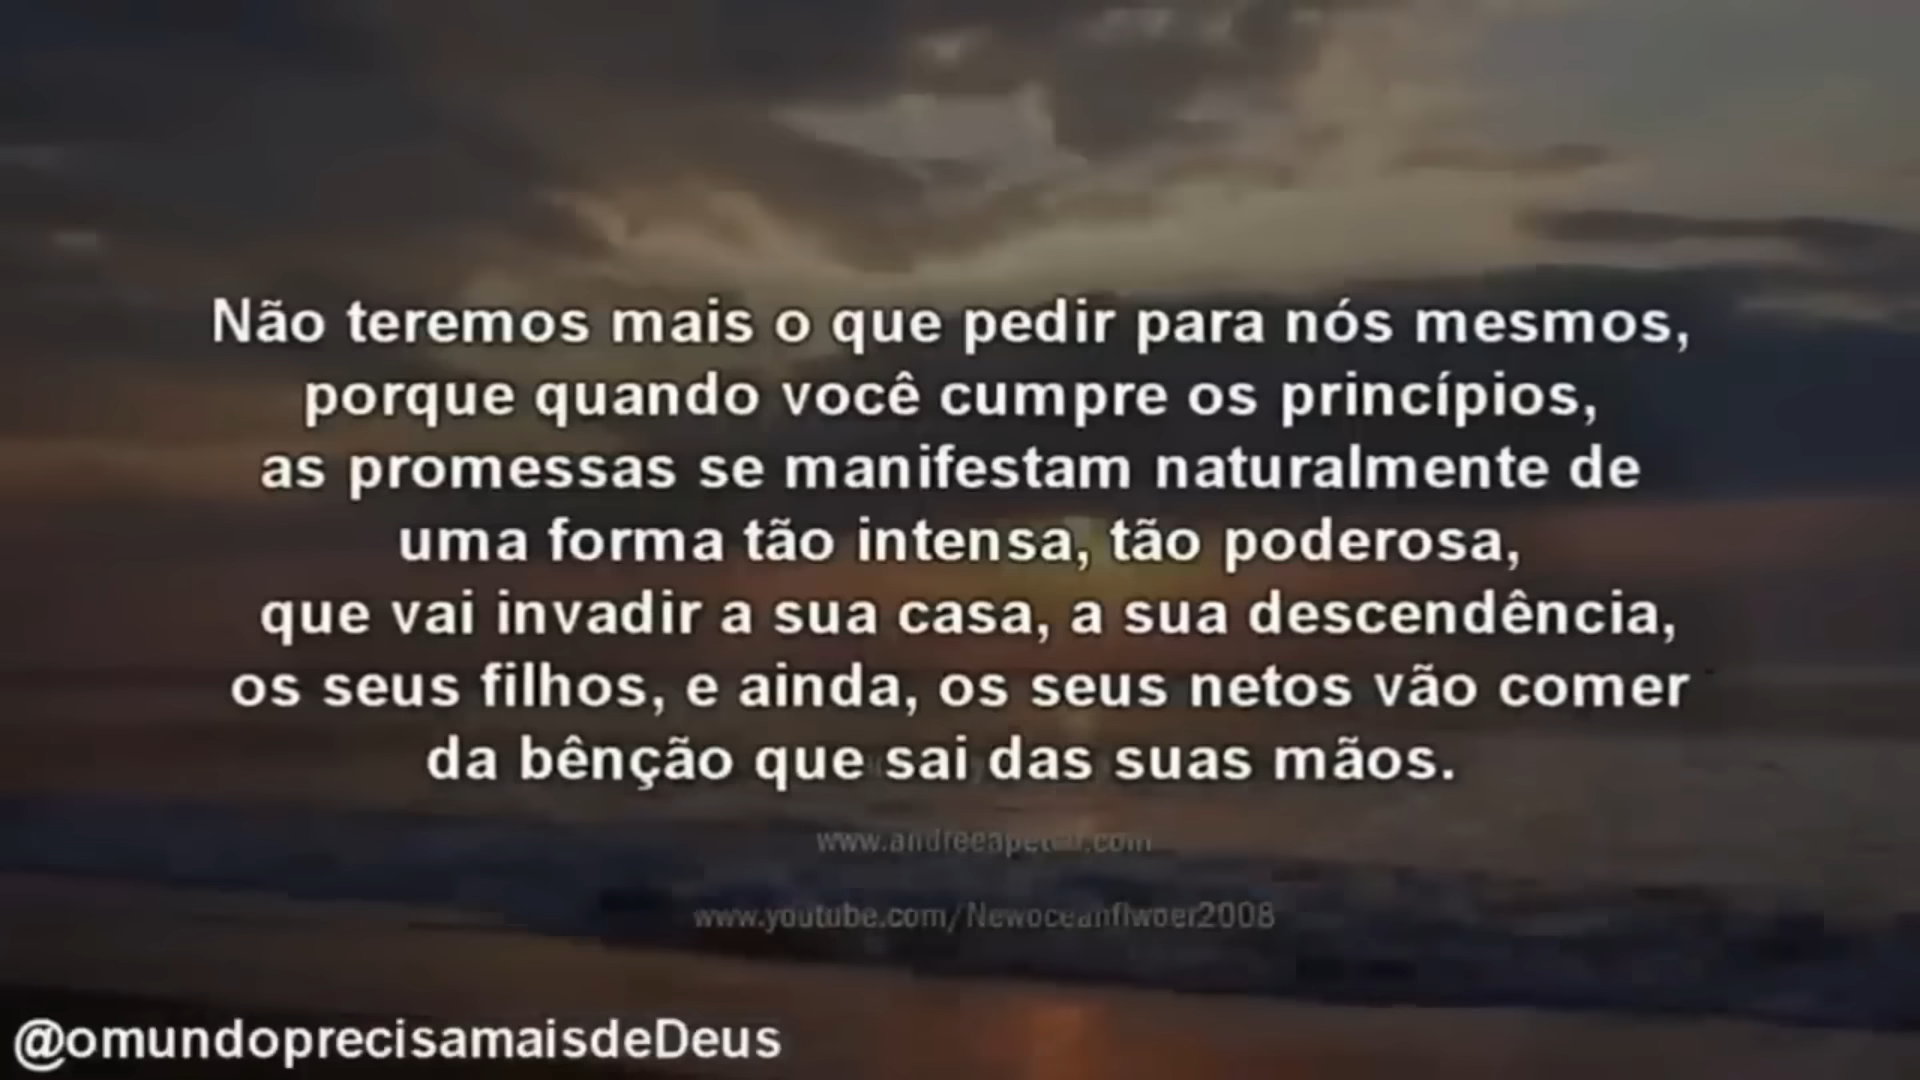 Não teremos mais o que pedir para nós mesmos,
porque quando você cumpre os princípios,
as promessas se manifestam naturalmente de
uma forma tão intensa, tão poderosa,
que vai invadir a sua casa, a sua descendência,
os seus filhos, e ainda, os seus netos vão comer
da bênção que sai das suas mãos.
www.youtube.com/Newoceanflwoer2008
@omundoprecisamaisdeDeus